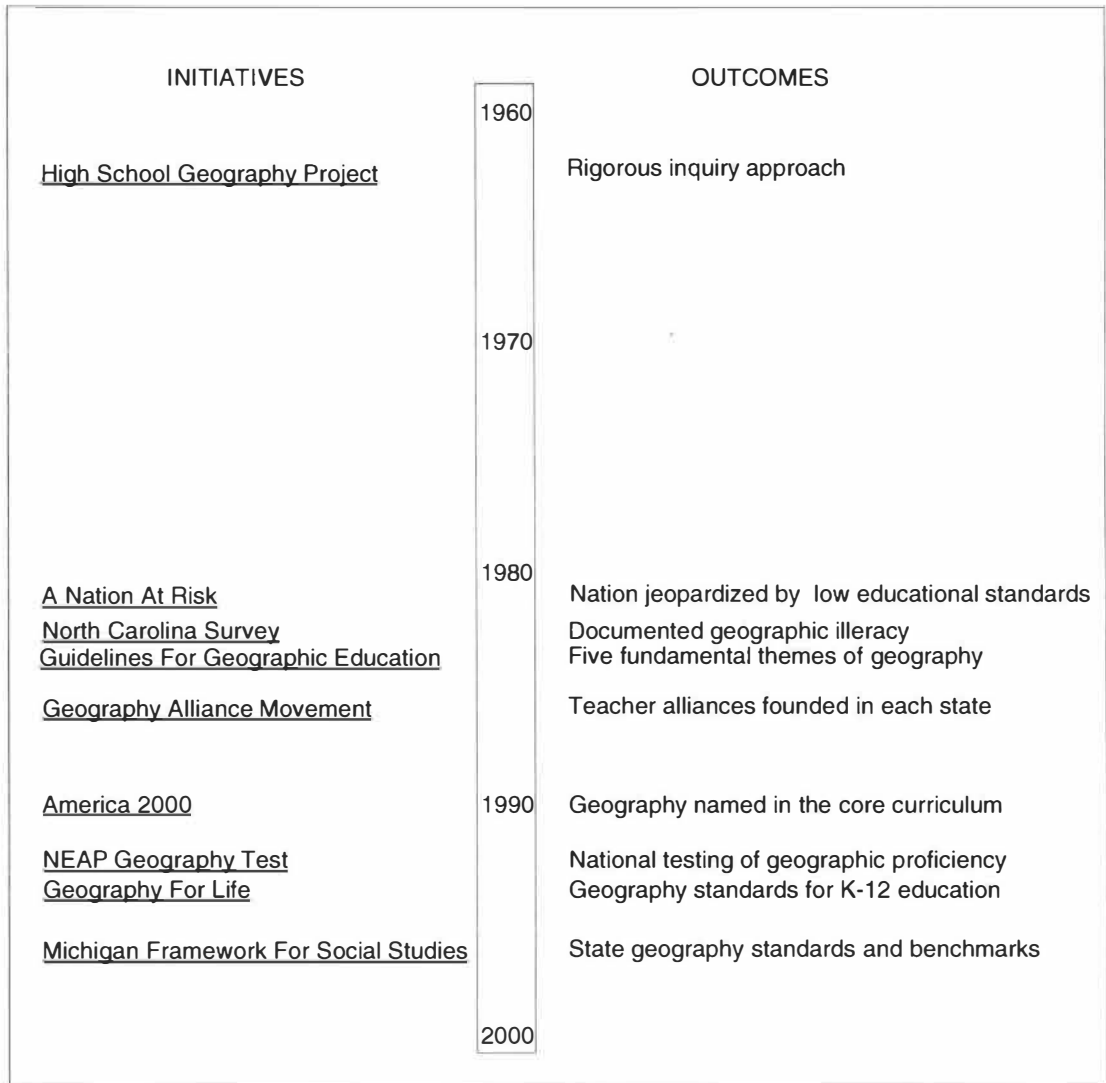 INITIATIVES OUTCOMES
1960
High School Geography Project Rigorous inquiry approach
1970
1980
A Nation At Risk Nation jeopardized by low educational standards
North Carolina Survey Documented geographic illeracy
Guidelines For Geographic Education Five fundamental themes of geography
Geography Alliance Movement Teacher alliances founded in each state
America 2000 1990 Geography named in the core curriculum
NEAP Geography Test National testing of geographic proficiency
Geography For Life Geography standards for K-12 education
Michigan Framework For Social Studies State geography standards and benchmarks
2000